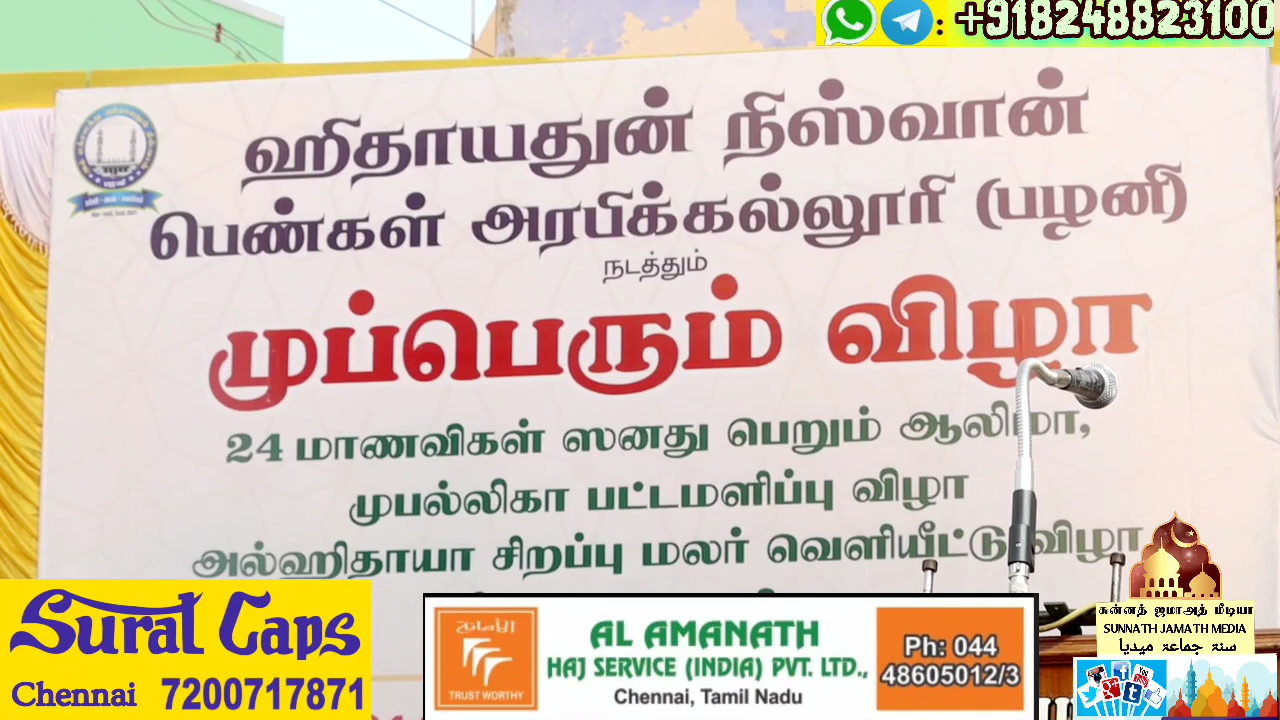 : +918248823100
ஹிதாயதுன் நிஸ்வான்
பெண்கள் அரபிக்கல்லூரி (பழனி)
நடத்தும்
முப்பெரும் விழா
24 மாணவிகள் ஸனது பெறும் ஆலிமா,
முபல்லிகா பட்டமளிப்பு விழா
அல்ஹிதாயா சிறப்பு மலர் வெளியீட்டு விழா
Surat Caps
Chennai 7200717871
TRUST WORTHY
AL AMANATH
HAJ SERVICE (INDIA) PVT. LTD.,
Chennai, Tamil Nadu
Ph: 044
48605012/3
சுன்னத் ஜமாஅத் மீடியா
SUNNATH JAMATH MEDIA
سنة جماعة ميديا